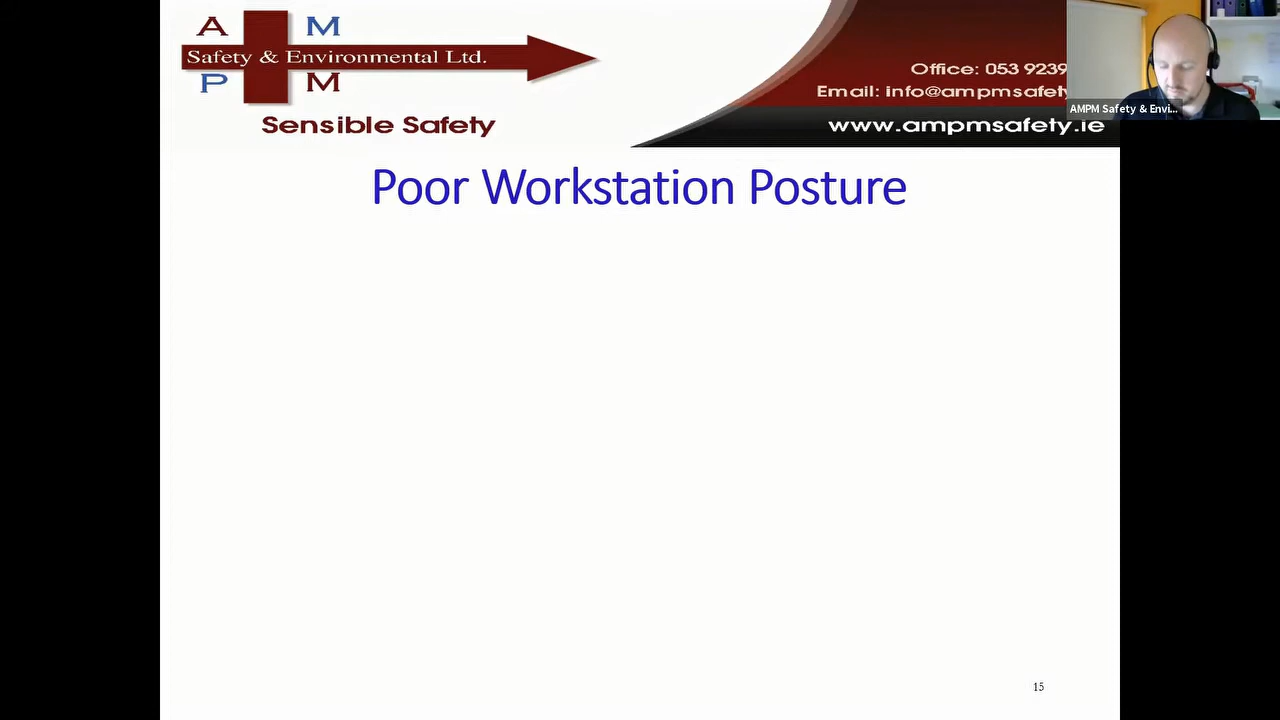 A M
Safety & Environmental Ltd.
P M
Sensible Safety
Office: 053 9239
Email: info@ampmsafety
www.ampmsafety.ie
AMPM Safety & Envi...
Poor Workstation Posture
15